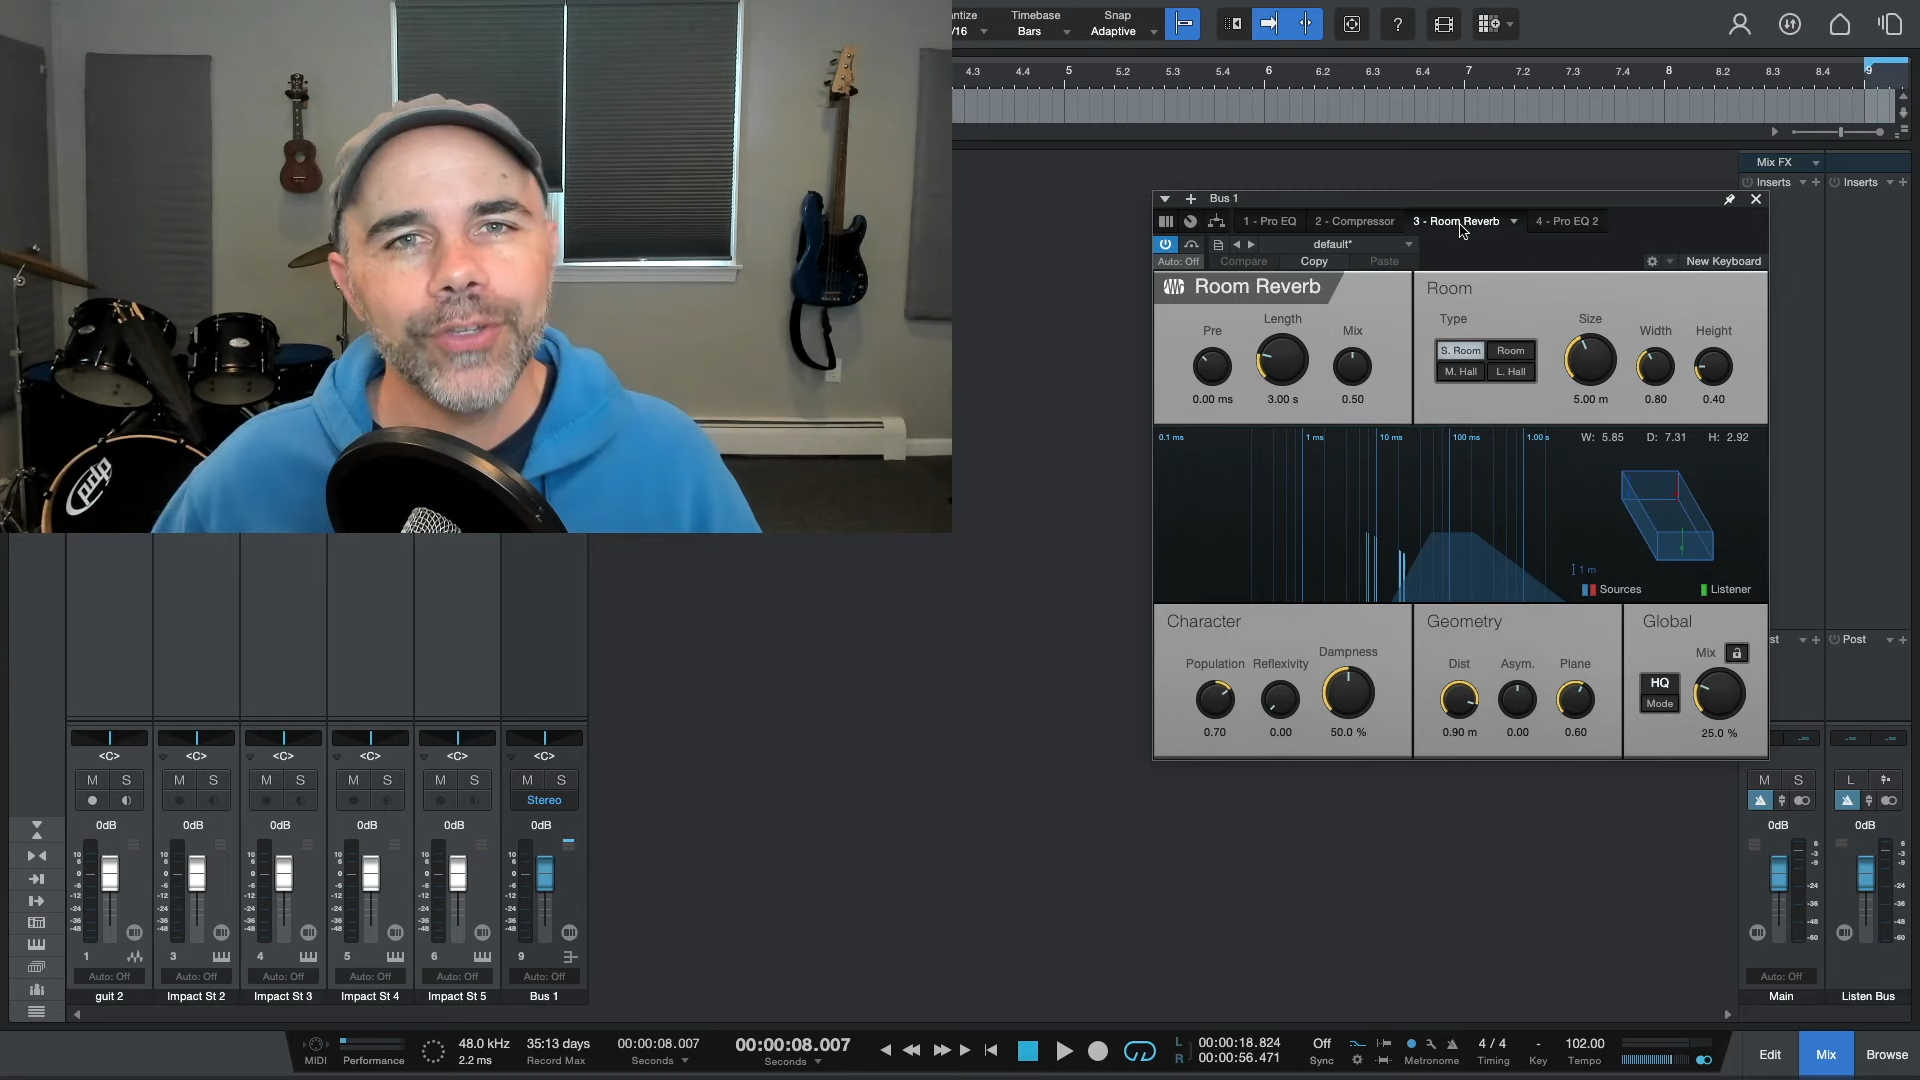 Timebase
Snap
/16
Bars
Adaptive
?
4.3 4.4 5 5.2 5.3 5.4 6 6.2 6.3 6.4 7 7.2 7.3 7.4 8 8.2 8.3 8.4 9
Mix FX
Inserts
Inserts
Bus 1
1 - Pro EQ 2 - Compressor 3 - Room Reverb 4 - Pro EQ 2
default*
Auto: Off Compare Copy Paste New Keyboard
Room Reverb
Room
Pre Length Mix
Type Size Width Height
S. Room Room
M. Hall L. Hall
0.00 ms 3.00 s 0.50
5.00 m 0.80 0.40
0.1 ms 1 ms 10 ms 100 ms 1.00 s
W: 5.85 D: 7.31 H: 2.92
1 m
Sources Listener
Character Geometry Global
Population Reflexivity Dampness
Dist Asym. Plane
Mix
HQ
Mode
0.70 0.00 50.0 %
0.90 m 0.00 0.60
25.0 %
Post
pdp
<C> <C> <C> <C> <C> <C>
M S M S M S M S M S M S
Stereo
0dB 0dB 0dB 0dB 0dB 0dB
1 3 4 5 6 9
Auto: Off Auto: Off Auto: Off Auto: Off Auto: Off Auto: Off
guit 2 Impact St 2 Impact St 3 Impact St 4 Impact St 5 Bus 1
M S L
0dB 0dB
Auto: Off
Main Listen Bus
MIDI Performance
48.0 kHz
2.2 ms
35:13 days
Record Max
00:00:08.007
Seconds
00:00:08.007
Seconds
L 00:00:18.824
R 00:00:56.471
Off
Sync
Metronome
4 / 4
Timing
-
Key
102.00
Tempo
Edit Mix Browse